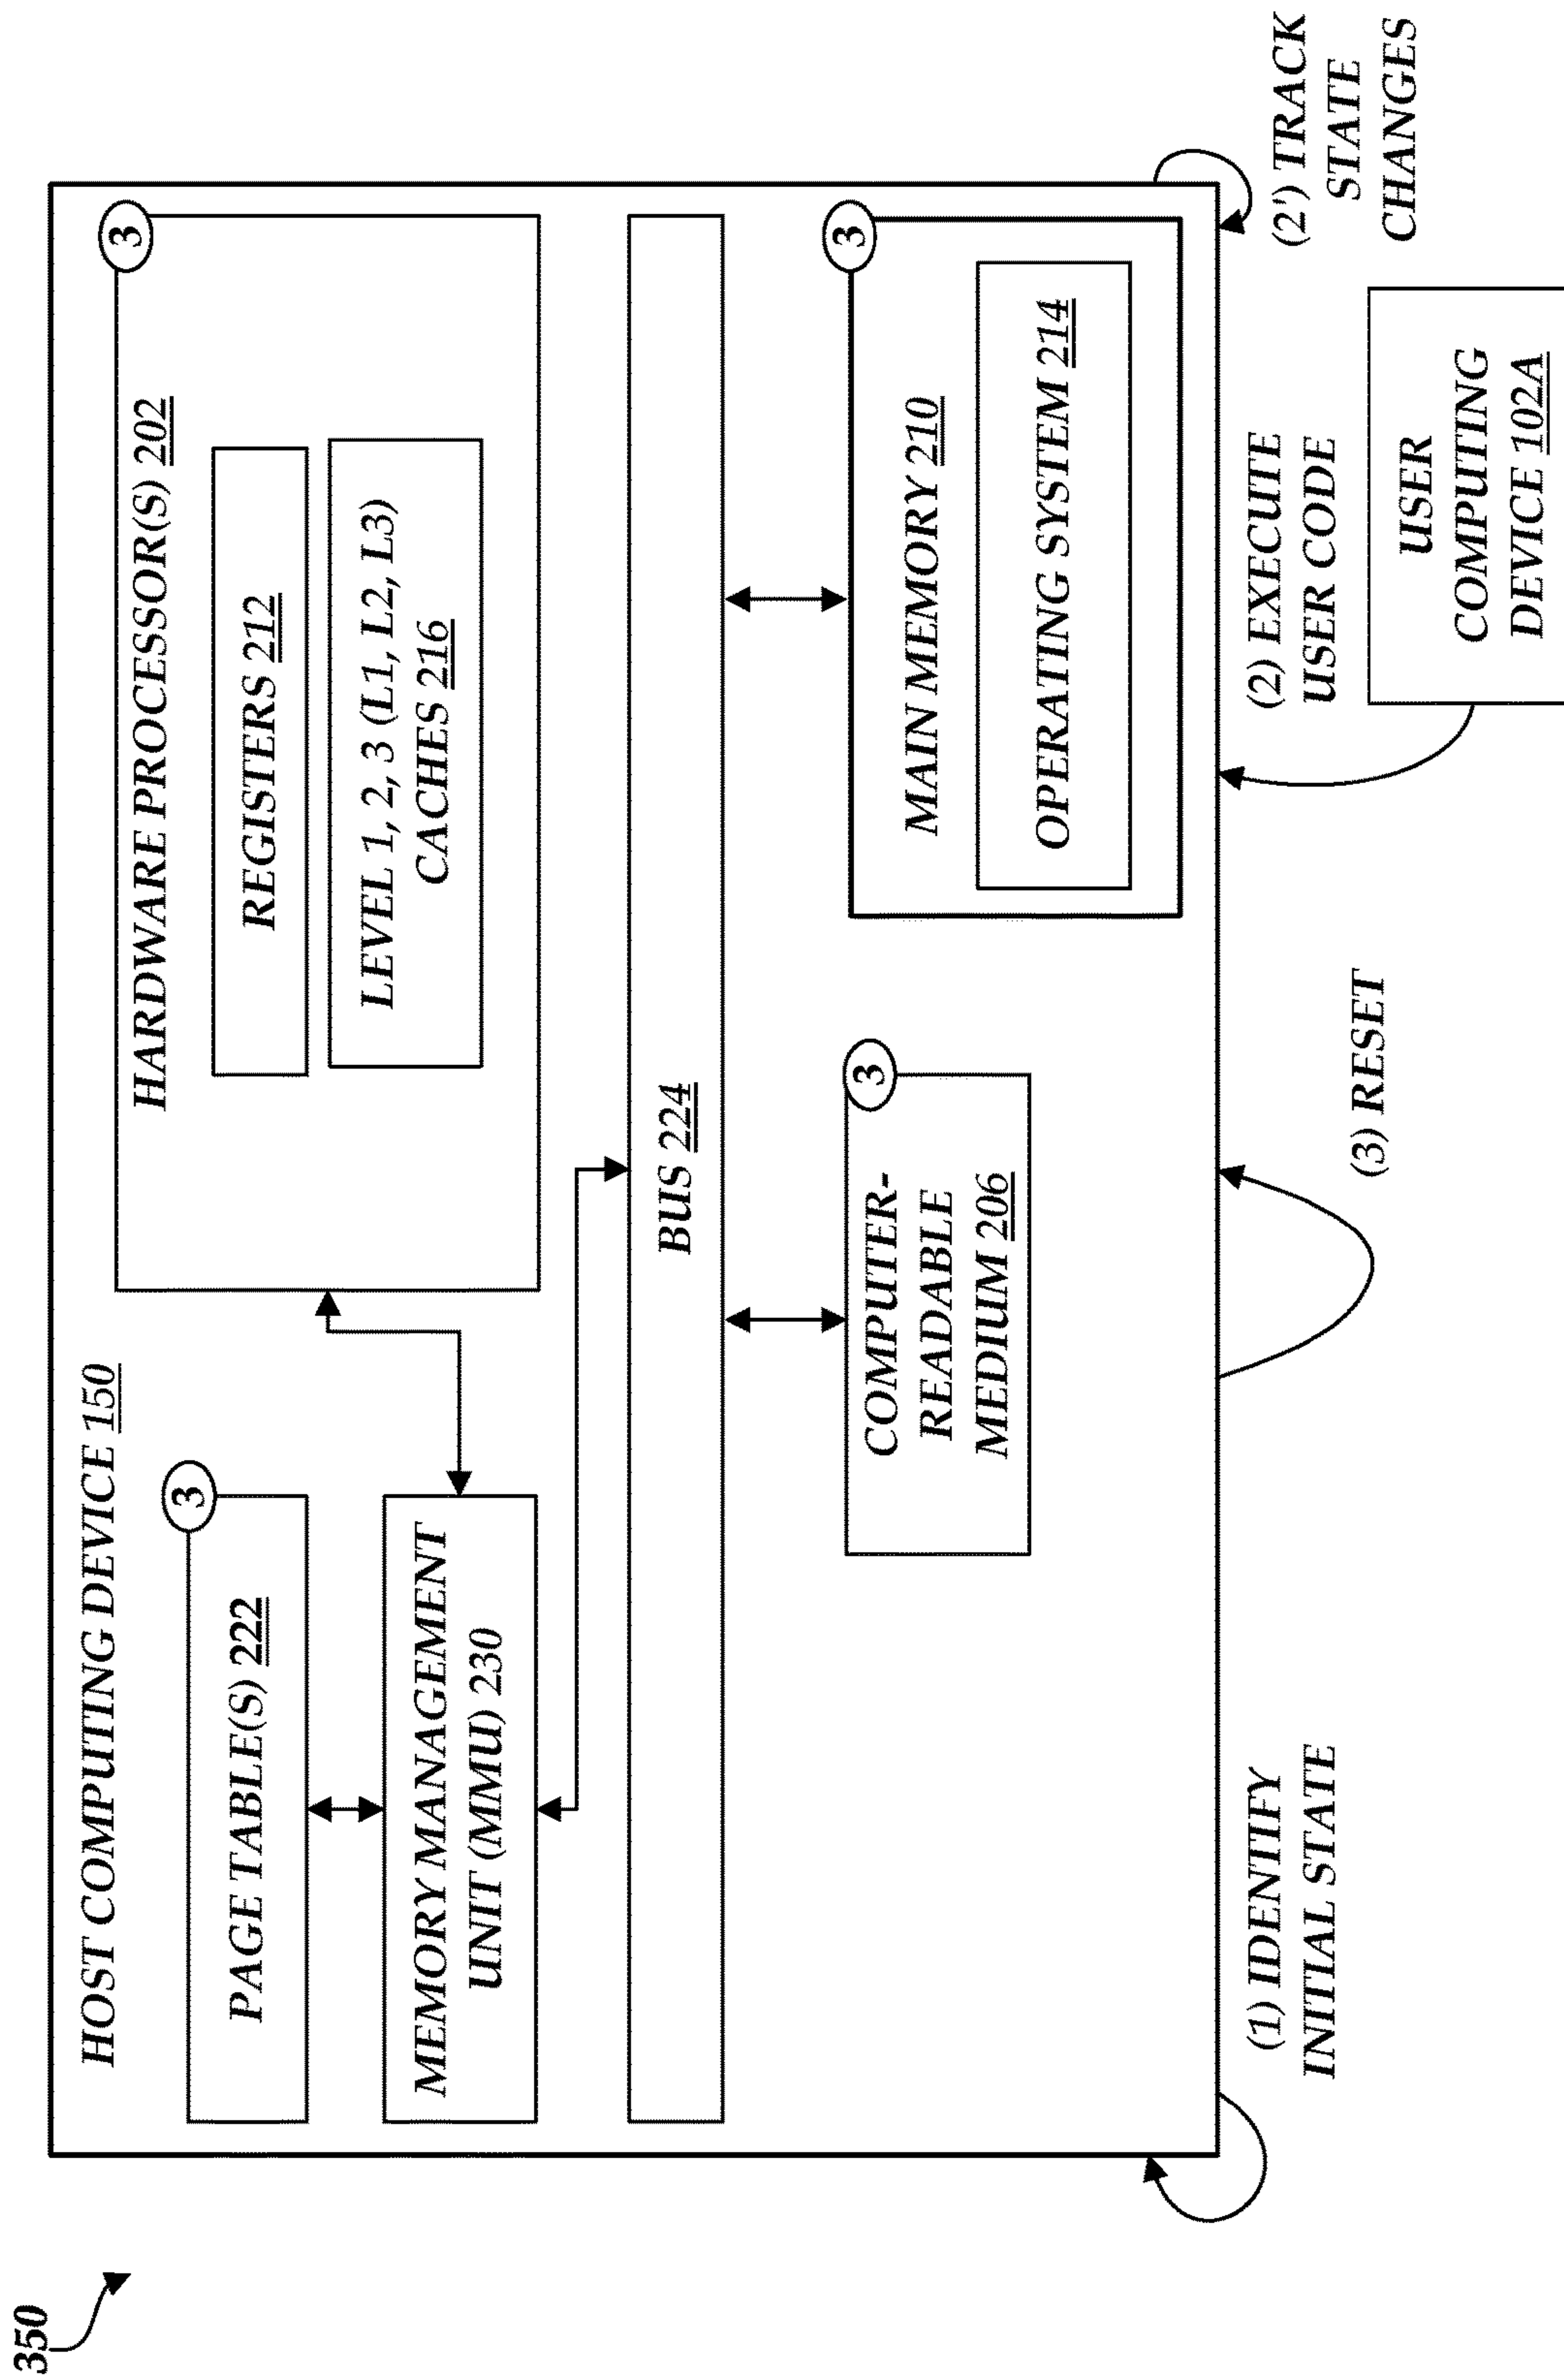 350
HOST COMPUTING DEVICE 150
PAGE TABLE(S) 222
3
MEMORY MANAGEMENT
UNIT (MMU) 230
HARDWARE PROCESSOR(S) 202
3
REGISTERS 212
LEVEL 1, 2, 3 (L1, L2, L3)
CACHES 216
BUS 224
COMPUTER-
READABLE
MEDIUM 206
3
MAIN MEMORY 210
3
OPERATING SYSTEM 214
(1) IDENTIFY
INITIAL STATE
(3) RESET
(2) EXECUTE
USER CODE
(2') TRACK
STATE
CHANGES
USER
COMPUTING
DEVICE 102A